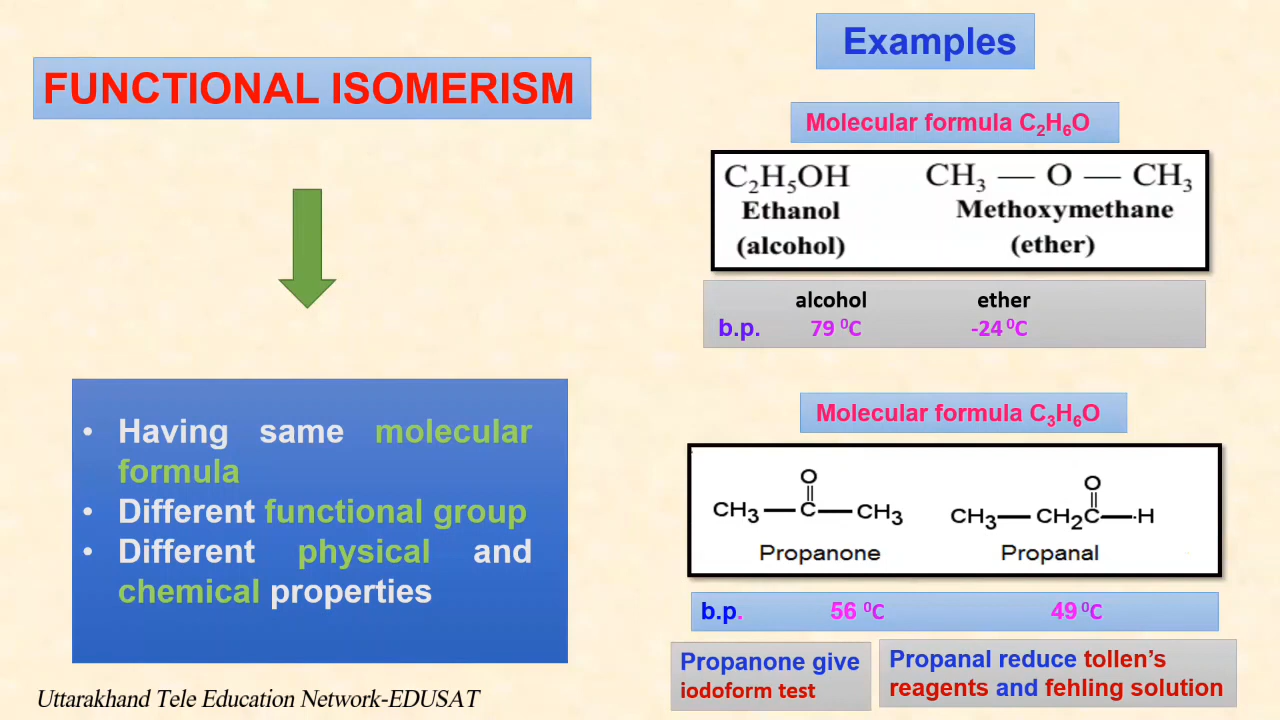 FUNCTIONAL ISOMERISM
• Having same molecular
formula
• Different functional group
• Different physical and
chemical properties
Uttarakhand Tele Education Network-EDUSAT
Examples
Molecular formula C₂H₆O
C₂H₅OH CH₃ — O — CH₃
Ethanol Methoxymethane
(alcohol) (ether)
alcohol ether
b.p. 79 ⁰C -24 ⁰C
Molecular formula C₃H₆O
O O
|| ||
CH₃—C—CH₃ CH₃—CH₂C—H
Propanone Propanal
b.p. 56 ⁰C 49 ⁰C
Propanone give
iodoform test
Propanal reduce tollen's
reagents and fehling solution